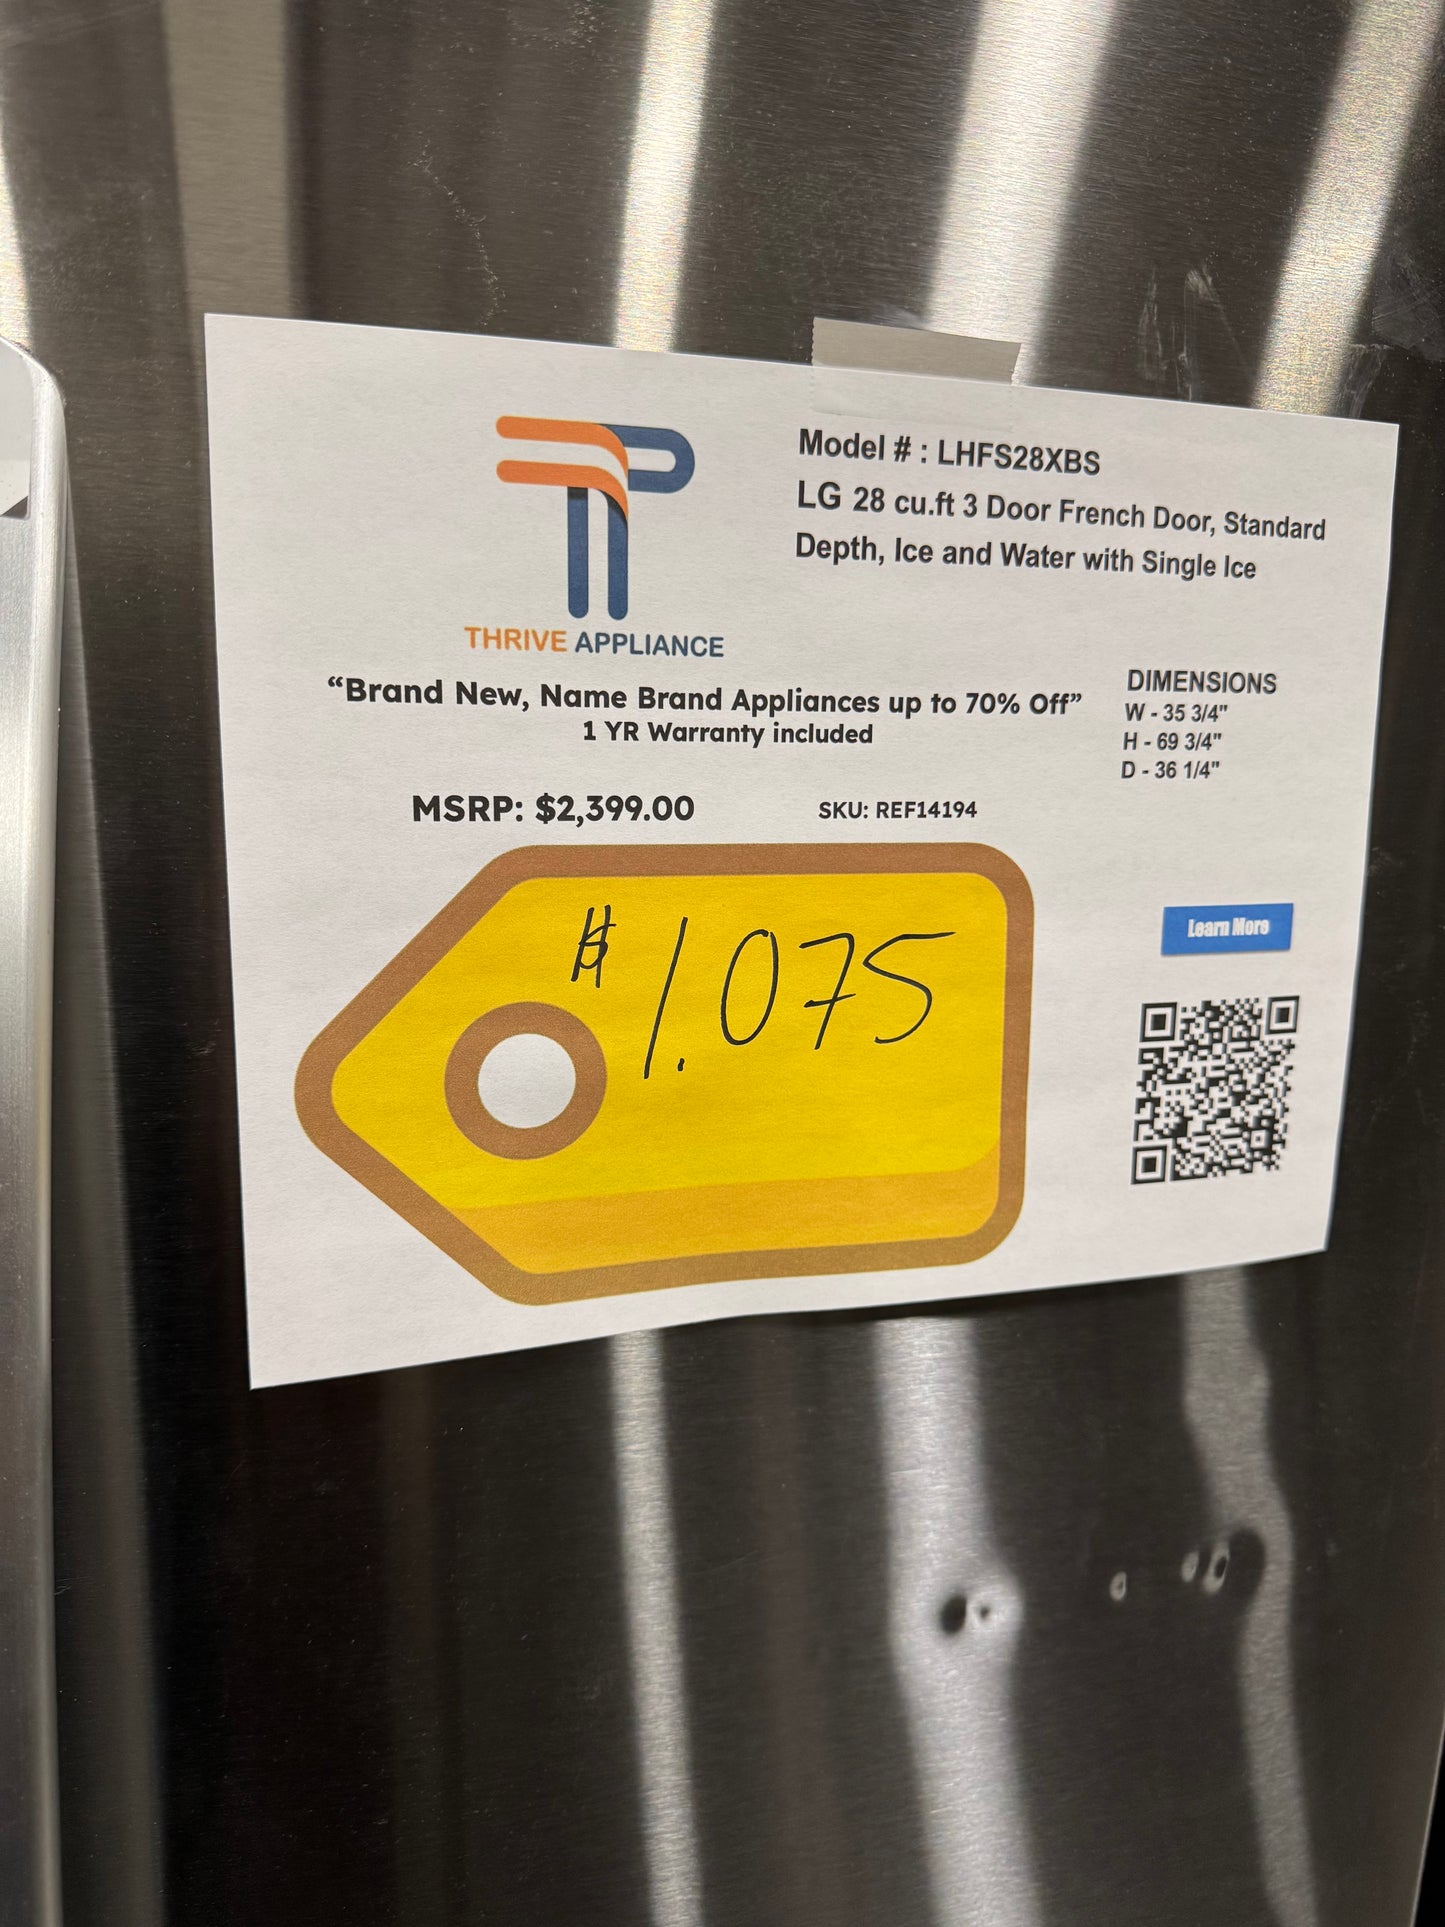 Model # : LHFS28XBS
LG 28 cu.ft 3 Door French Door, Standard
Depth, Ice and Water with Single Ice
THRIVE APPLIANCE
“Brand New, Name Brand Appliances up to 70% Off”
1 YR Warranty included
DIMENSIONS
W - 35 3/4"
H - 69 3/4"
D - 36 1/4"
MSRP: $2,399.00
SKU: REF14194
$1.075
Learn More